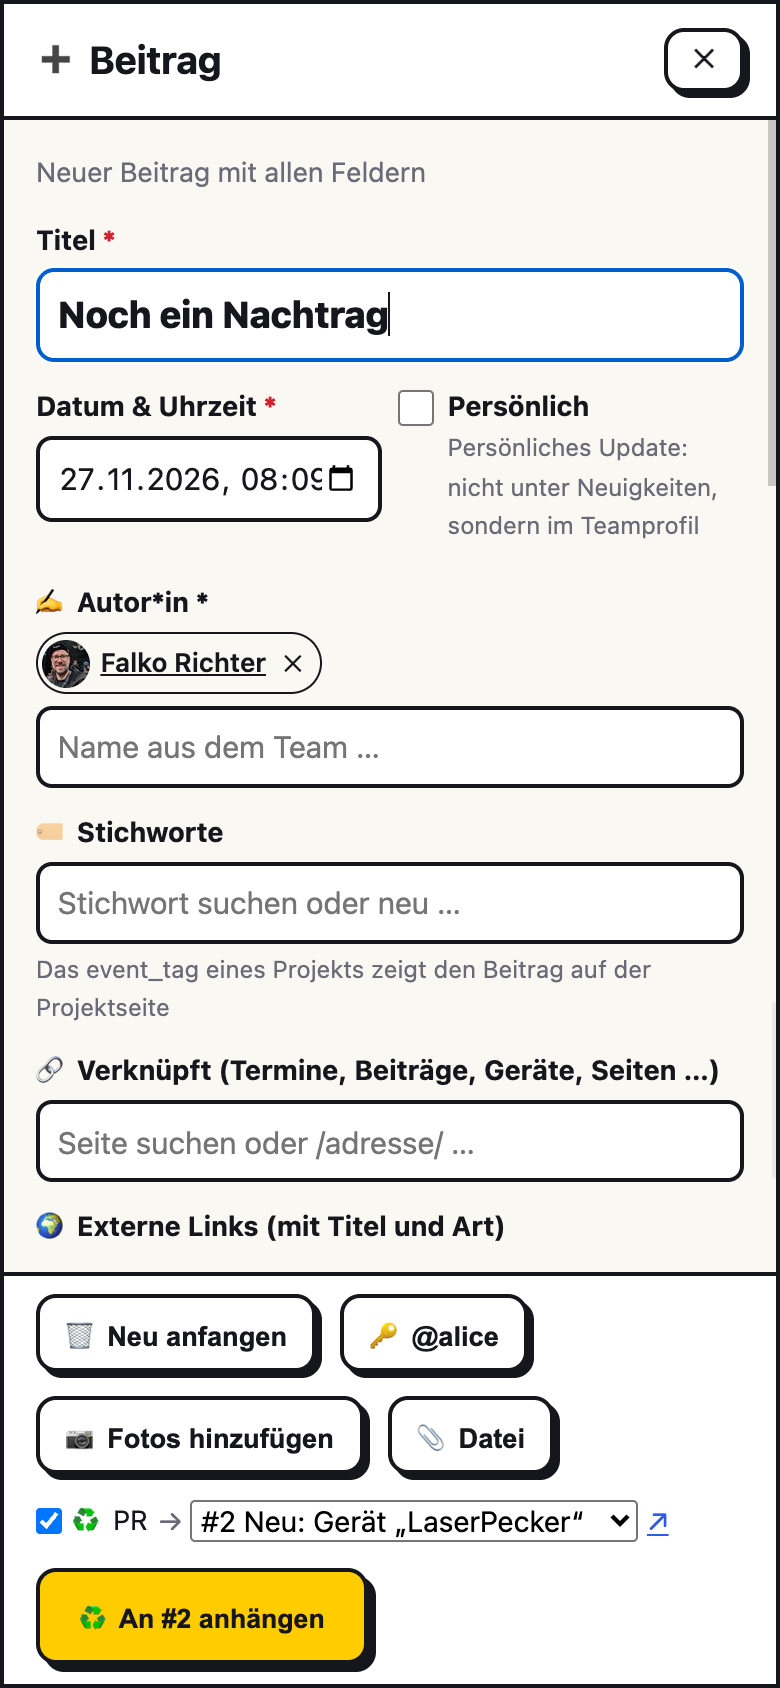 ➕ Beitrag ×
Neuer Beitrag mit allen Feldern
Titel *
Noch ein Nachtrag
Datum & Uhrzeit *
Persönlich
27.11.2026, 08:09
Persönliches Update:
nicht unter Neuigkeiten,
sondern im Teamprofil
✍️ Autor*in *
Falko Richter ×
Name aus dem Team ...
🏷️ Stichworte
Stichwort suchen oder neu ...
Das event_tag eines Projekts zeigt den Beitrag auf der
Projektseite
🔗 Verknüpft (Termine, Beiträge, Geräte, Seiten ...)
Seite suchen oder /adresse/ ...
🌍 Externe Links (mit Titel und Art)
🗑️ Neu anfangen
🔑 @alice
📷 Fotos hinzufügen
📎 Datei
♻️ PR → #2 Neu: Gerät „LaserPecker“ ↗
♻️ An #2 anhängen